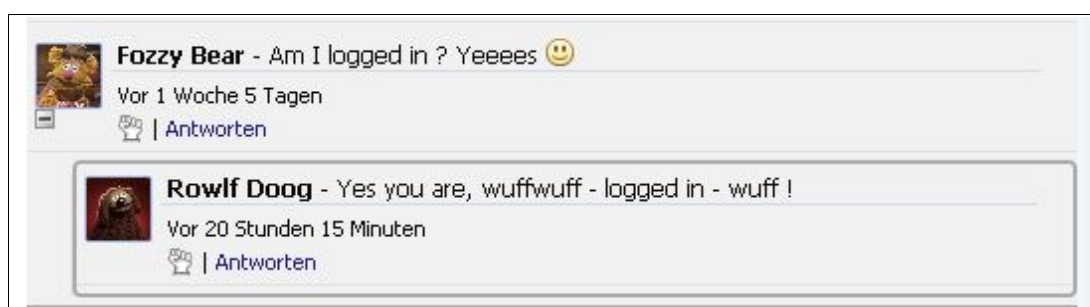 Fozzy Bear - Am I logged in ? Yeeees
Vor 1 Woche 5 Tagen
| Antworten
Rowlf Doog - Yes you are, wuffwuff - logged in - wuff !
Vor 20 Stunden 15 Minuten
| Antworten